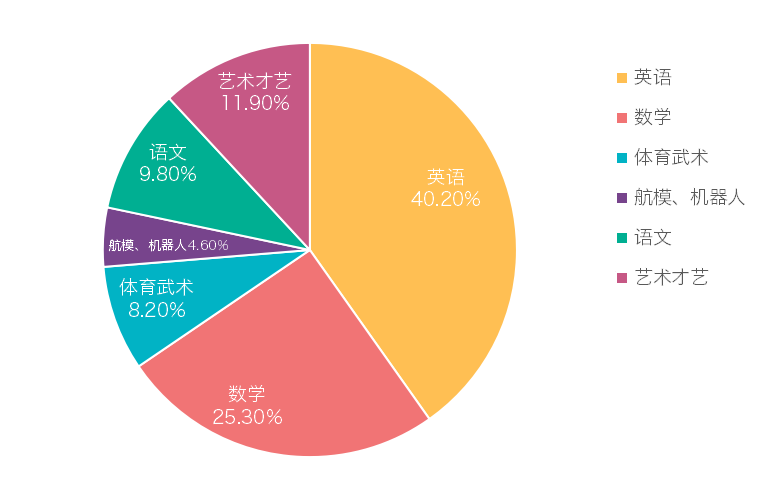 艺术才艺
11.90%
语文
9.80%
英语
40.20%
航模、机器人4.60%
体育武术
8.20%
数学
25.30%
英语
数学
体育武术
航模、机器人
语文
艺术才艺